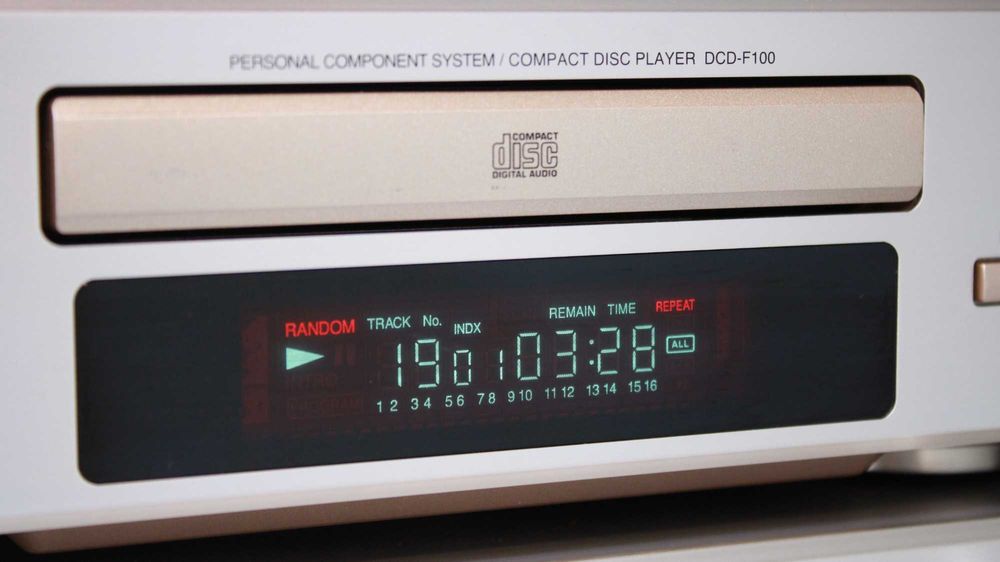 PERSONAL COMPONENT SYSTEM / COMPACT DISC PLAYER DCD-F100
COMPACT
disc
DIGITAL AUDIO
RANDOM TRACK No. INDX REMAIN TIME REPEAT
19 01 03:28 ALL
INTRO
PROGRAM
1 2 3 4 5 6 7 8 9 10 11 12 13 14 15 16